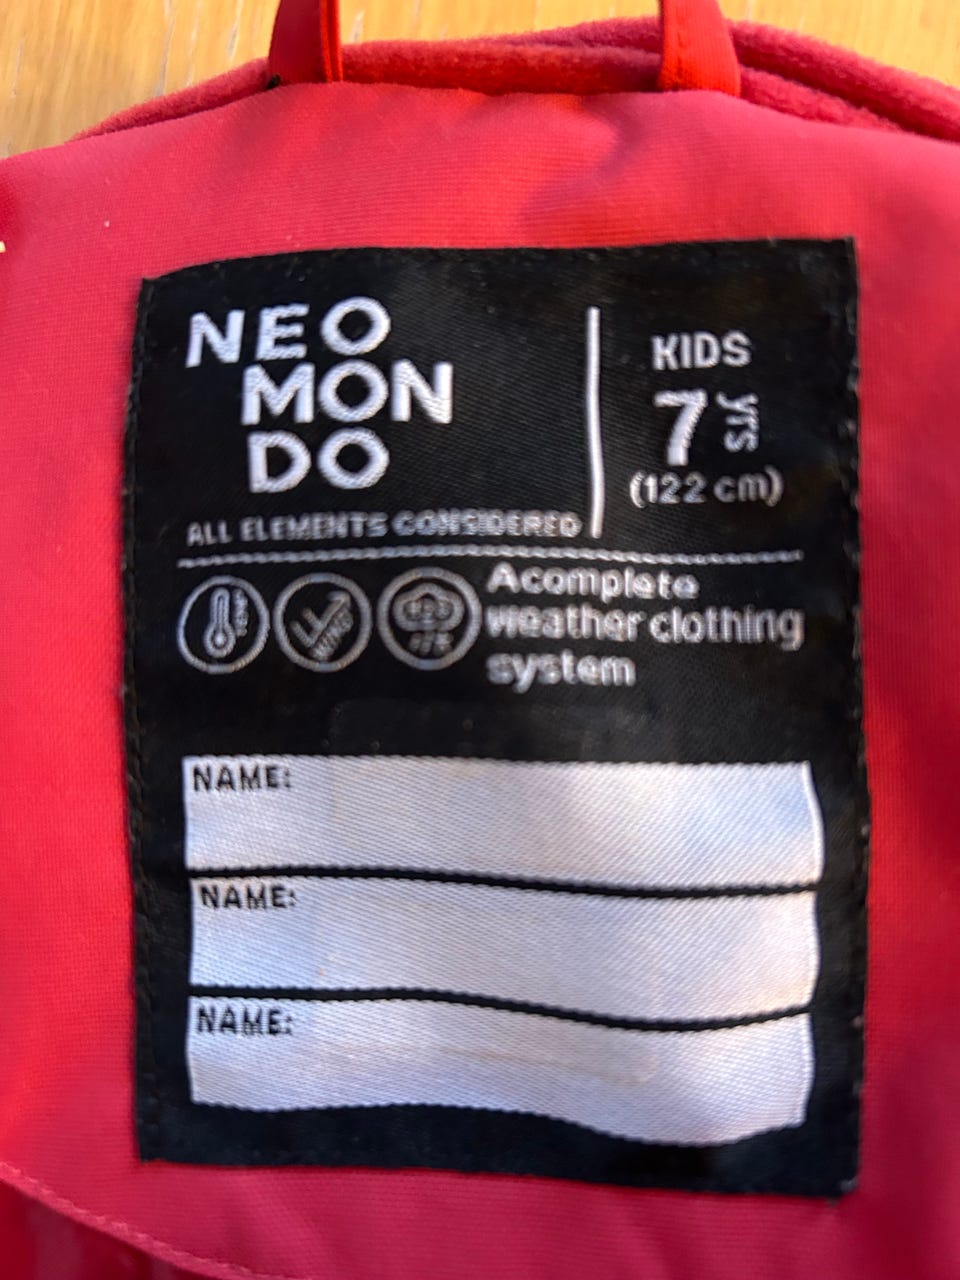 NEO
MON
DO
ALL ELEMENTS CONSIDERED
KIDS
7 yrs
(122 cm)
Acomplete
weather clothing
system
NAME:
NAME:
NAME: